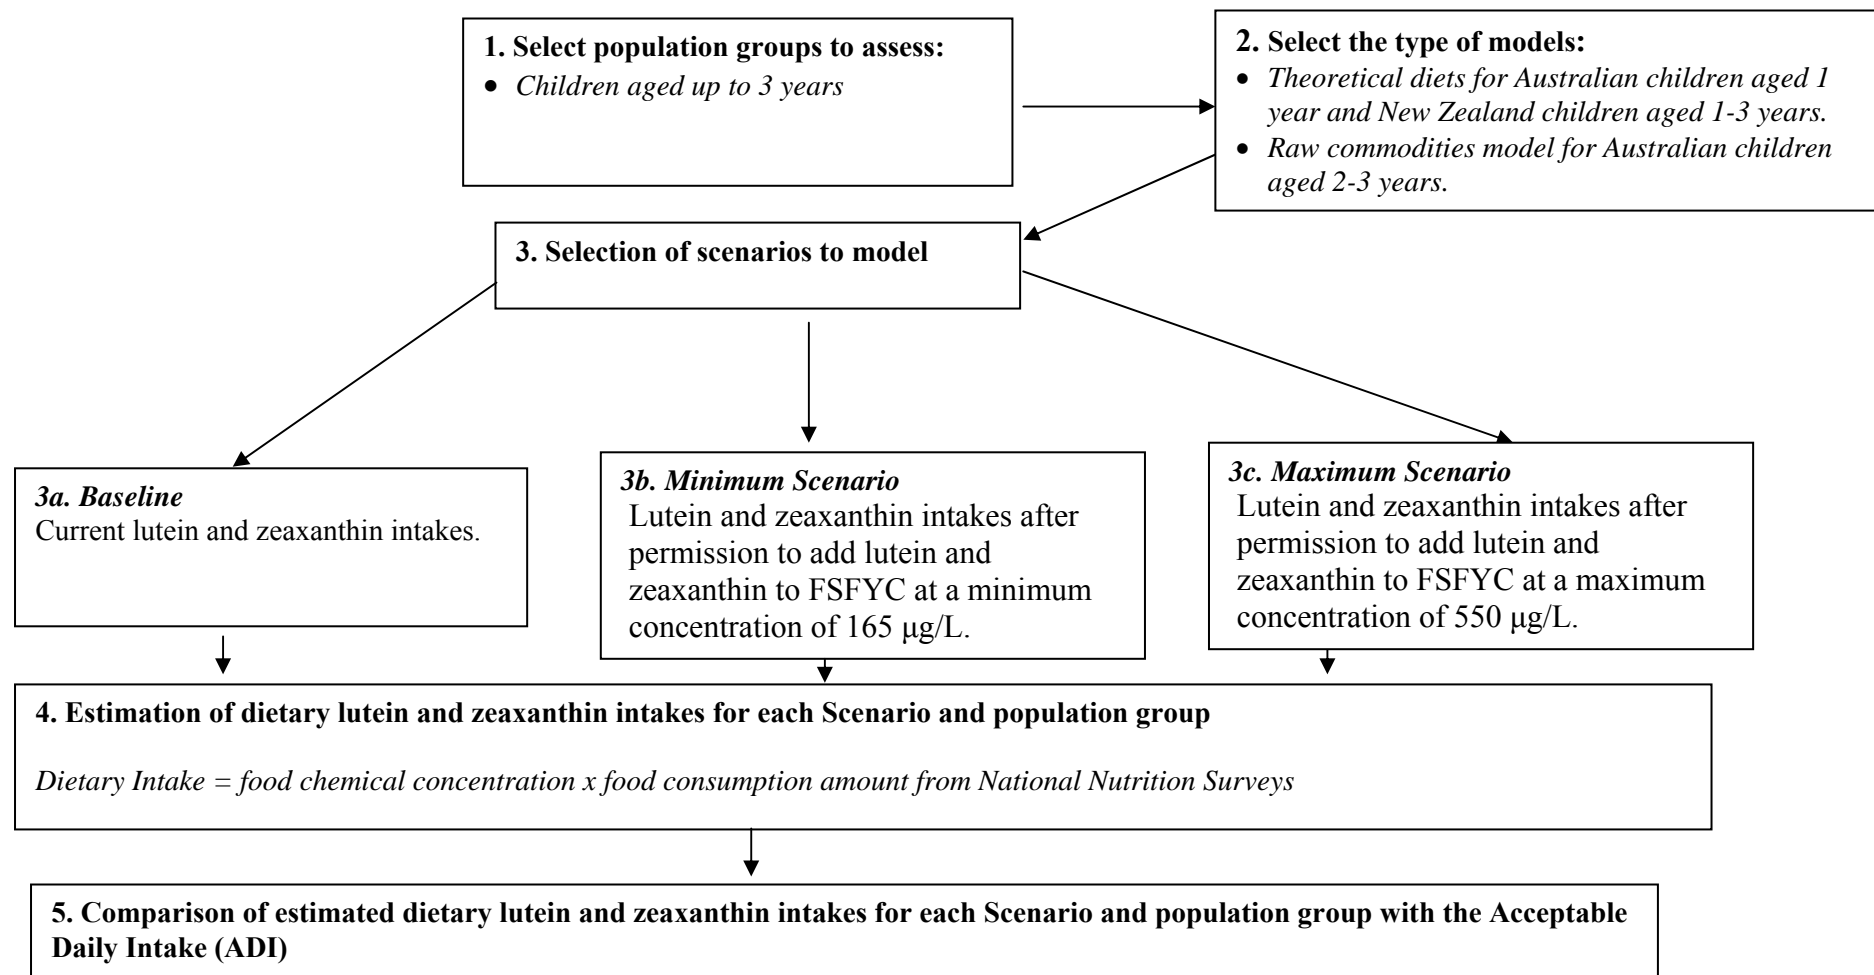 1. Select population groups to assess:
• Children aged up to 3 years
2. Select the type of models:
• Theoretical diets for Australian children aged 1
year and New Zealand children aged 1-3 years.
• Raw commodities model for Australian children
aged 2-3 years.
3. Selection of scenarios to model
3a. Baseline
Current lutein and zeaxanthin intakes.
3b. Minimum Scenario
Lutein and zeaxanthin intakes after
permission to add lutein and
zeaxanthin to FSFYC at a minimum
concentration of 165 μg/L.
3c. Maximum Scenario
Lutein and zeaxanthin intakes after
permission to add lutein and
zeaxanthin to FSFYC at a maximum
concentration of 550 μg/L.
4. Estimation of dietary lutein and zeaxanthin intakes for each Scenario and population group
Dietary Intake = food chemical concentration x food consumption amount from National Nutrition Surveys
5. Comparison of estimated dietary lutein and zeaxanthin intakes for each Scenario and population group with the Acceptable
Daily Intake (ADI)